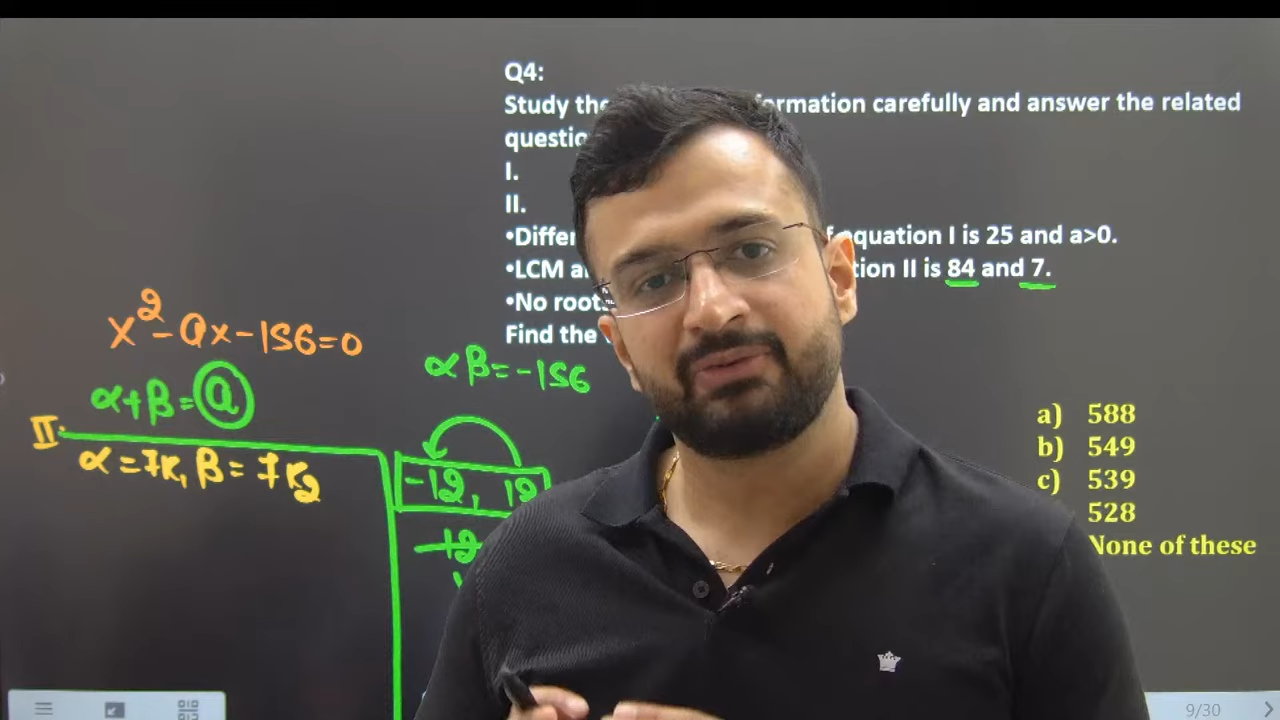 Q4:
Study the formation carefully and answer the related
questio
I.
II.
•Differ f equation I is 25 and a>0.
•LCM a tion II is 84 and 7.
•No roots
Find the
x²-ax-156=0
αβ=-156
α+β=a
II.
α=7K₁ β=7K₂
-12, 12
-12
a) 588
b) 549
c) 539
528
None of these
9/30